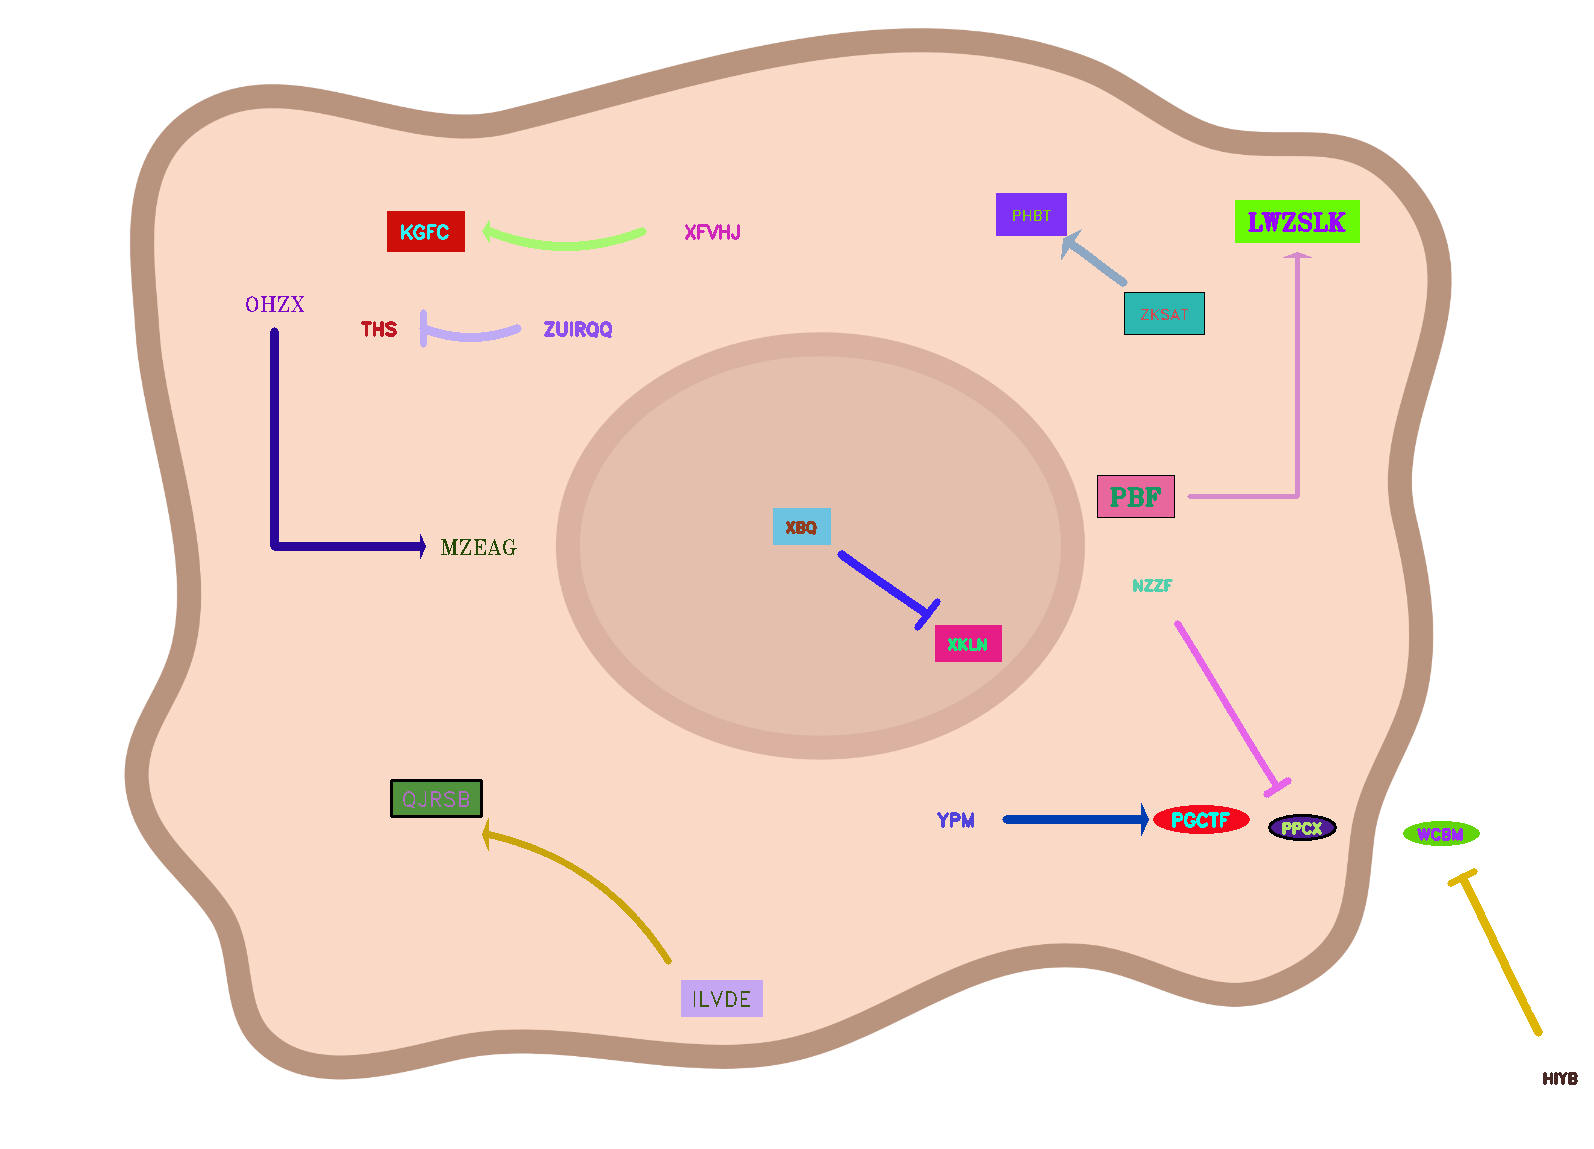 PHBT
LWZSLK
KGFC
XFVHJ
OHZX
ZKSAT
THS
ZUIRQQ
PBF
XBQ
MZEAG
NZZF
XKLN
QJRSB
YPM
PGCTF
PPCX
WCBM
ILVDE
HIYB